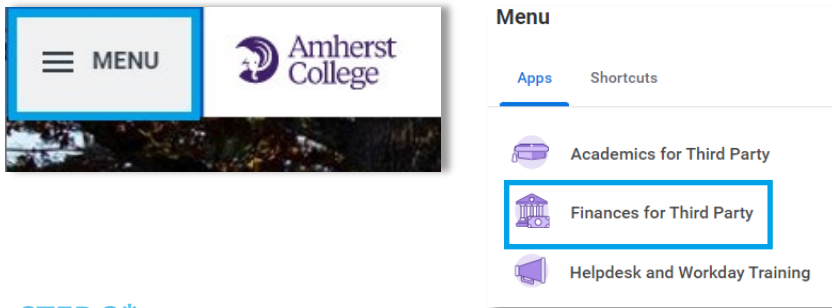 MENU
Amherst
College
Menu
Apps Shortcuts
Academics for Third Party
Finances for Third Party
Helpdesk and Workday Training